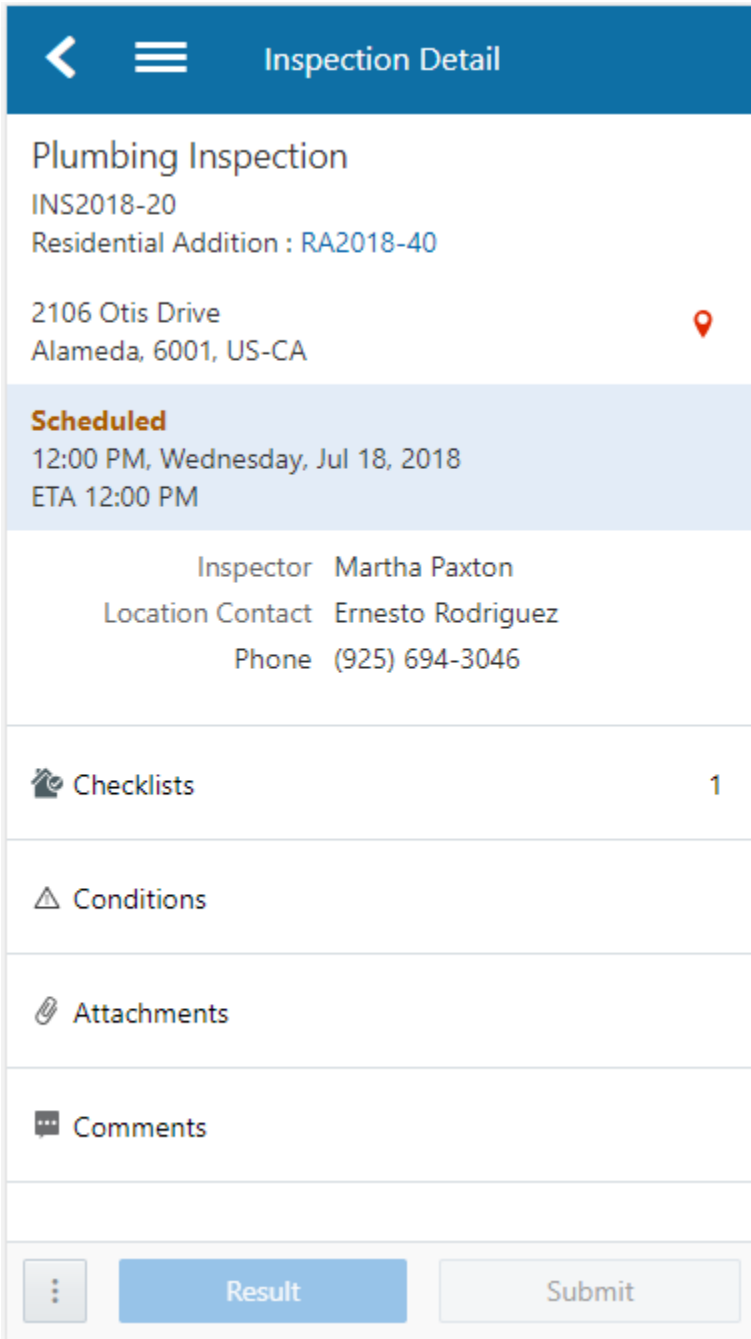 Inspection Detail
Plumbing Inspection
INS2018-20
Residential Addition : RA2018-40
2106 Otis Drive
Alameda, 6001, US-CA
Scheduled
12:00 PM, Wednesday, Jul 18, 2018
ETA 12:00 PM
Inspector Martha Paxton
Location Contact Ernesto Rodriguez
Phone (925) 694-3046
Checklists 1
Conditions
Attachments
Comments
Result Submit